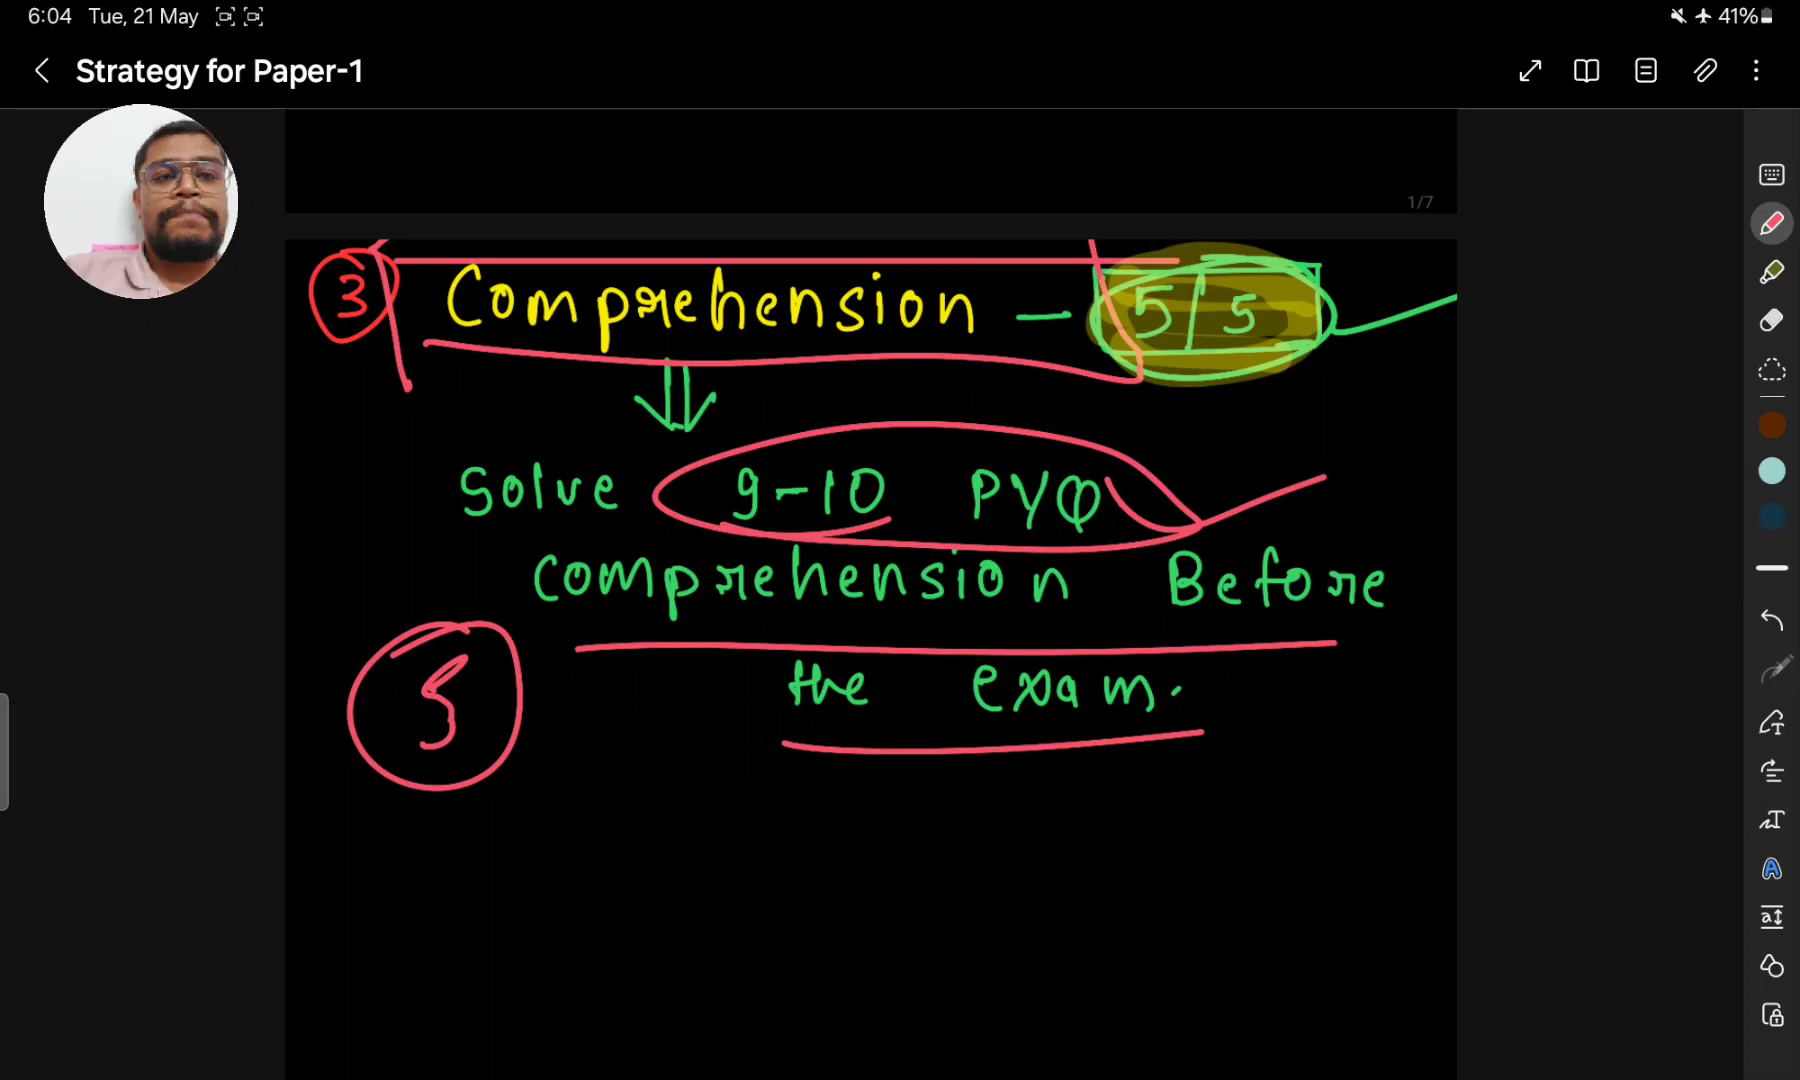 6:04 Tue, 21 May 41%
Strategy for Paper-1
1/7
3 Comprehension - 5/5
Solve 9-10 PYQ
Comprehension Before
the exam.
5